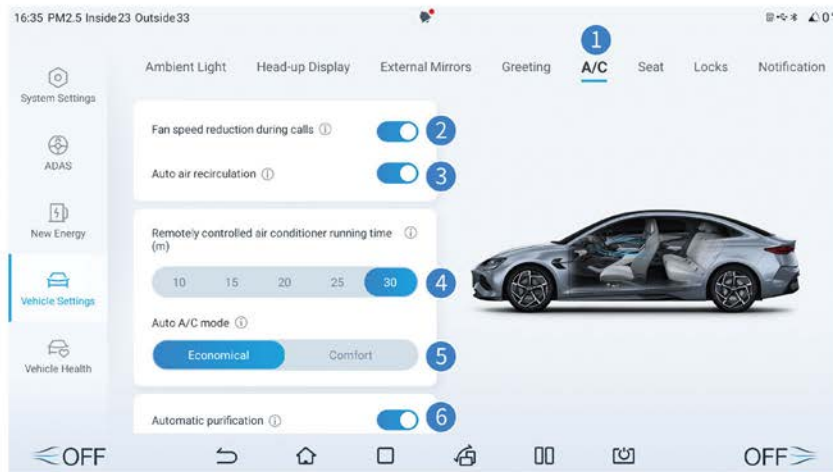 16:35 PM2.5 Inside23 Outside33
0°
1
Ambient Light Head-up Display External Mirrors Greeting A/C Seat Locks Notification
System Settings
ADAS
New Energy
Vehicle Settings
Vehicle Health
Fan speed reduction during calls
2
Auto air recirculation
3
Remotely controlled air conditioner running time
(m)
10 15 20 25 30
4
Auto A/C mode
Economical Comfort
5
Automatic purification
6
OFF OFF